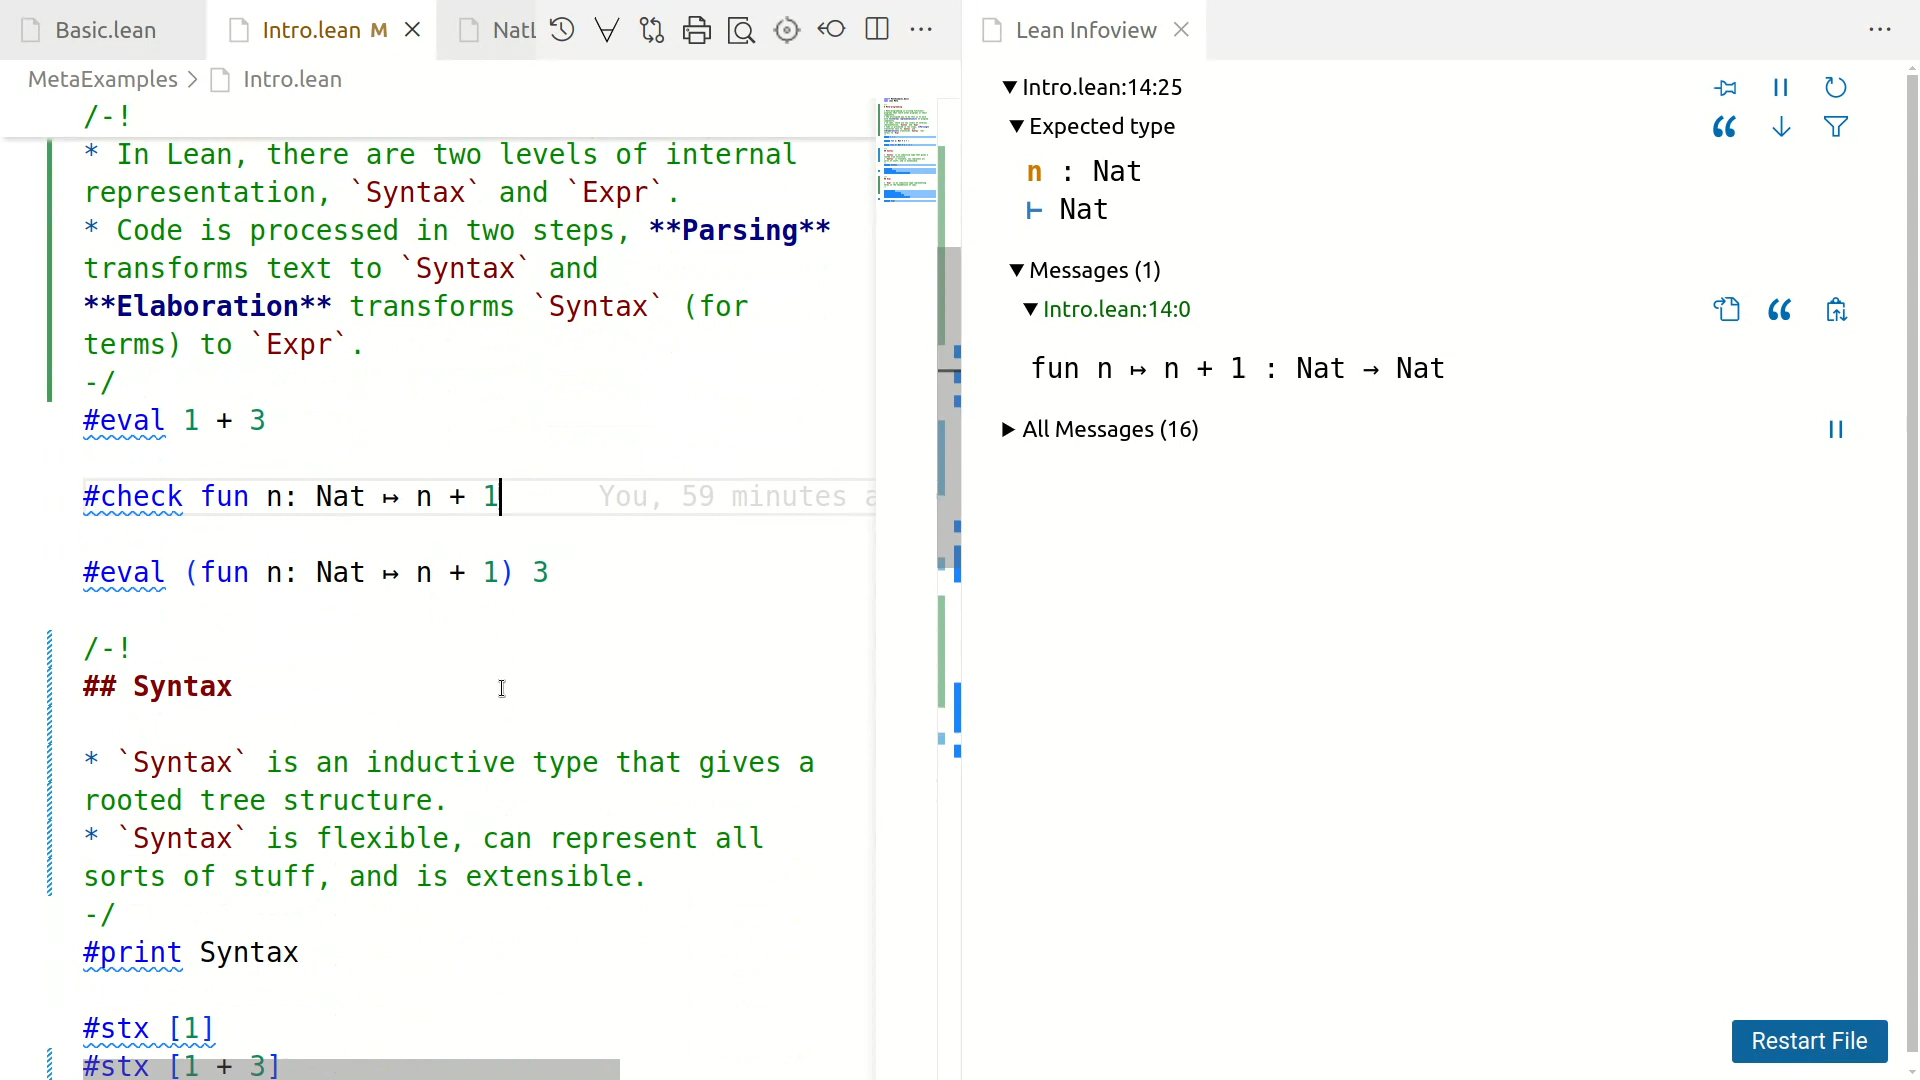 Basic.lean
Intro.lean M
NatL
Lean Infoview
MetaExamples > Intro.lean
/-!
* In Lean, there are two levels of internal
representation, `Syntax` and `Expr`.
* Code is processed in two steps, **Parsing**
transforms text to `Syntax` and
**Elaboration** transforms `Syntax` (for
terms) to `Expr`.
-/
#eval 1 + 3
#check fun n: Nat ↦ n + 1 You, 59 minutes a
#eval (fun n: Nat ↦ n + 1) 3
/-!
## Syntax
* `Syntax` is an inductive type that gives a
rooted tree structure.
* `Syntax` is flexible, can represent all
sorts of stuff, and is extensible.
-/
#print Syntax
#stx [1]
#stx [1 + 3]
Intro.lean:14:25
Expected type
n : Nat
⊢ Nat
Messages (1)
Intro.lean:14:0
fun n ↦ n + 1 : Nat → Nat
All Messages (16)
Restart File